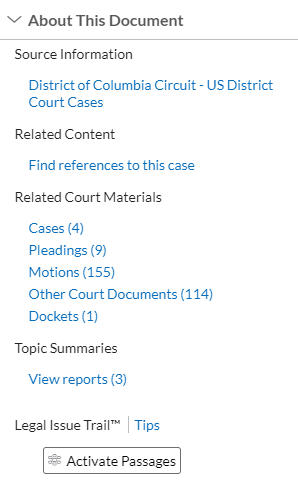 About This Document
Source Information
District of Columbia Circuit - US District
Court Cases
Related Content
Find references to this case
Related Court Materials
Cases (4)
Pleadings (9)
Motions (155)
Other Court Documents (114)
Dockets (1)
Topic Summaries
View reports (3)
Legal Issue Trail™ | Tips
Activate Passages